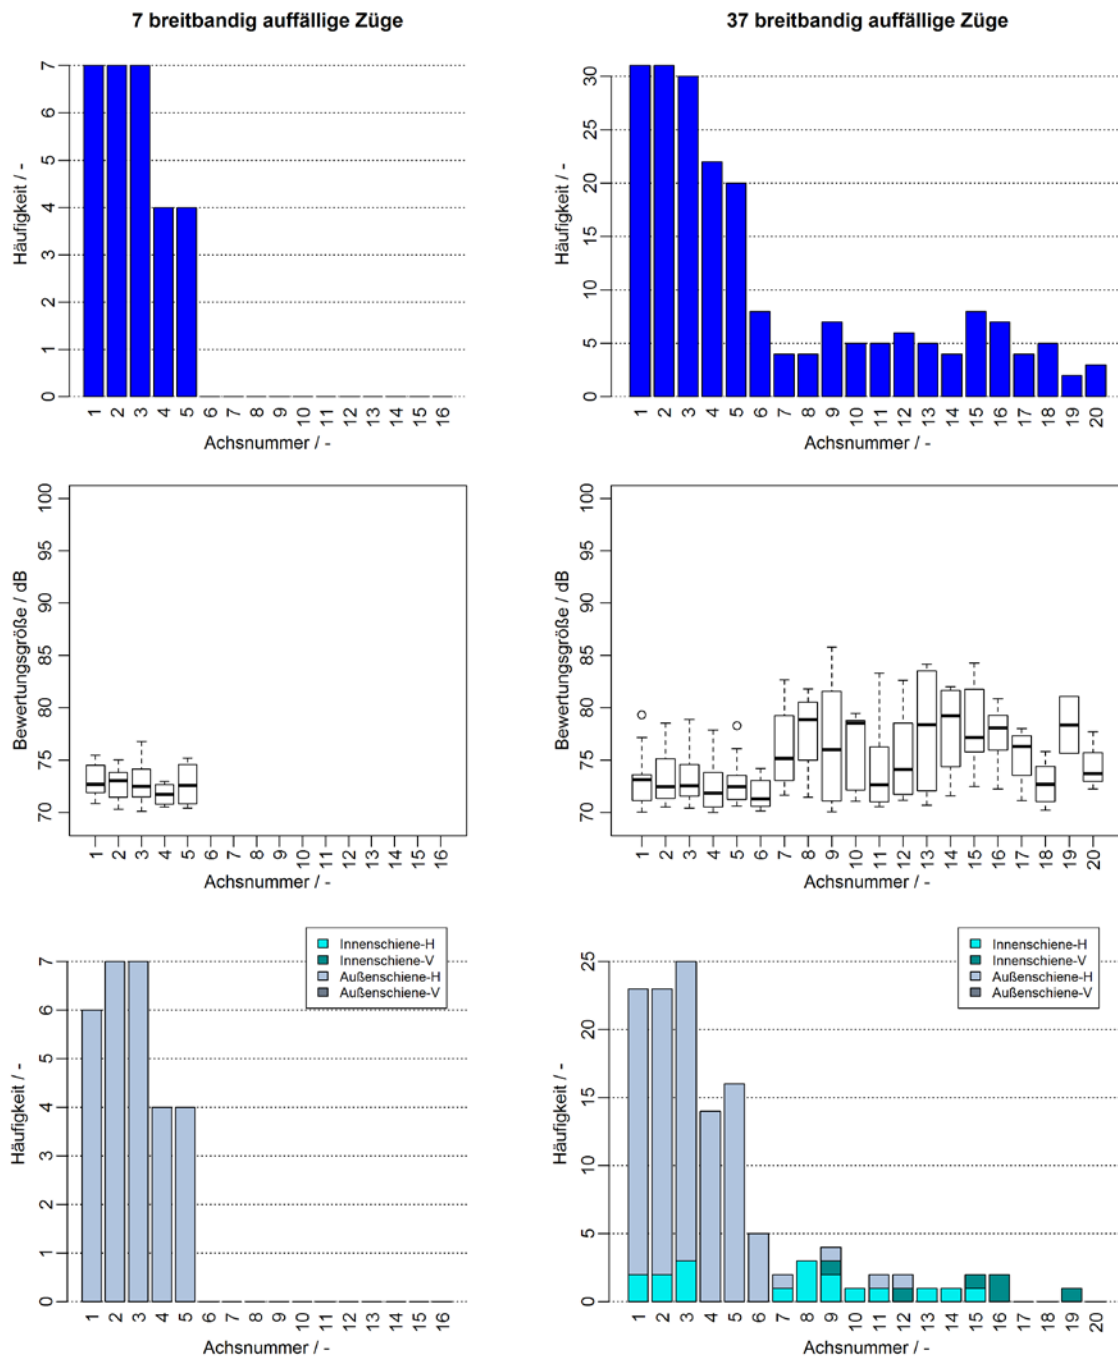 7 breitbandig auffällige Züge
Häufigkeit / -
7
6
5
4
3
2
1
0
1 2 3 4 5 6 7 8 9 10 11 12 13 14 15 16
Achsnummer / -
37 breitbandig auffällige Züge
Häufigkeit / -
30
25
20
15
10
5
0
1 2 3 4 5 6 7 8 9 10 11 12 13 14 15 16 17 18 19 20
Achsnummer / -
Bewertungsgröße / dB
100
95
90
85
80
75
70
1 2 3 4 5 6 7 8 9 10 11 12 13 14 15 16
Achsnummer / -
Bewertungsgröße / dB
100
95
90
85
80
75
70
1 2 3 4 5 6 7 8 9 10 11 12 13 14 15 16 17 18 19 20
Achsnummer / -
Innenschiene-H
Innenschiene-V
Außenschiene-H
Außenschiene-V
Häufigkeit / -
7
6
5
4
3
2
1
0
1 2 3 4 5 6 7 8 9 10 11 12 13 14 15 16
Achsnummer / -
Innenschiene-H
Innenschiene-V
Außenschiene-H
Außenschiene-V
Häufigkeit / -
25
20
15
10
5
0
1 2 3 4 5 6 7 8 9 10 11 12 13 14 15 16 17 18 19 20
Achsnummer / -